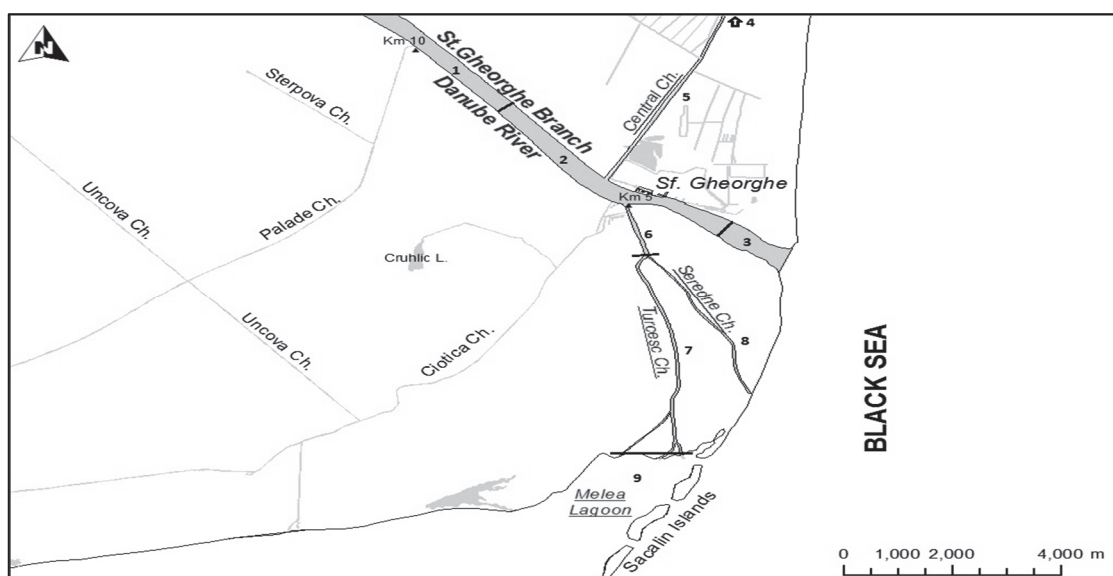 N
4
Km 10
1
St.Gheorghe Branch
Danube River
Sterpova Ch.
Central Ch.
5
2
Uncova Ch.
Palade Ch.
Km 5
Sf. Gheorghe
3
6
Cruhlic L.
Seredne Ch.
Uncova Ch.
Ciotica Ch.
Turcesc Ch.
7
8
BLACK SEA
9
Melea
Lagoon
Sacalin Islands
0 1,000 2,000 4,000 m